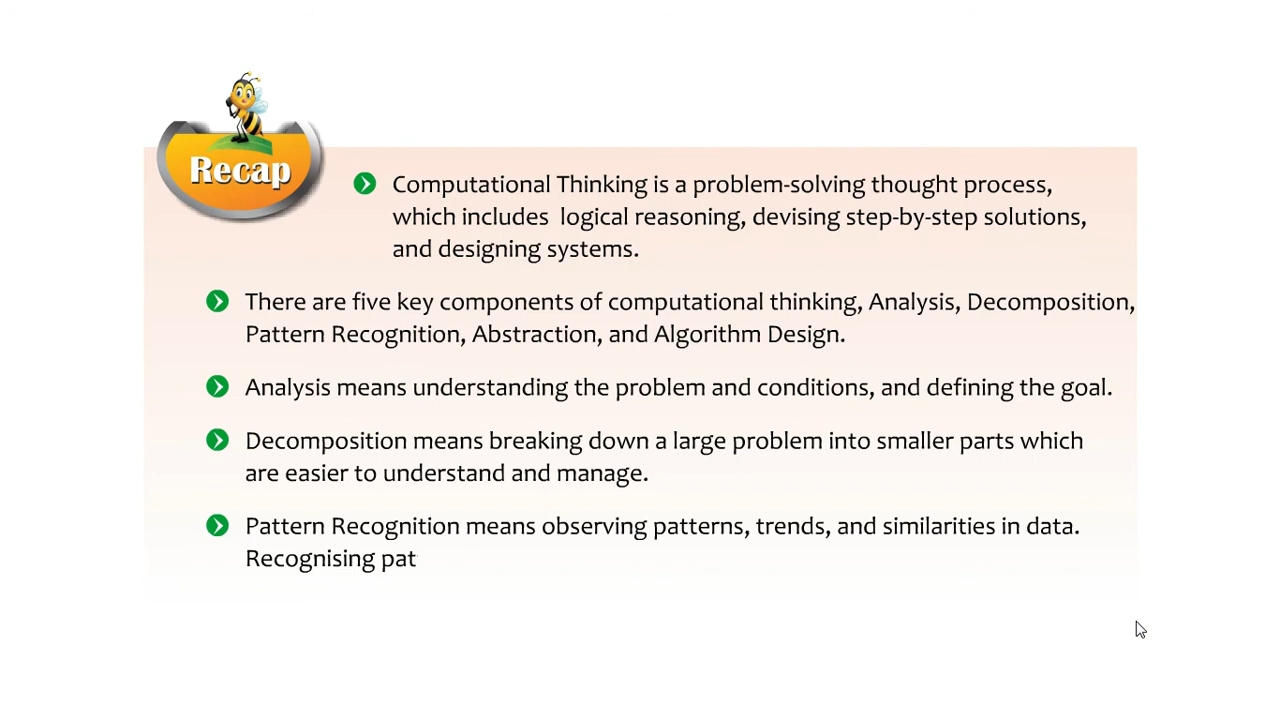 Recap
Computational Thinking is a problem-solving thought process,
which includes logical reasoning, devising step-by-step solutions,
and designing systems.
There are five key components of computational thinking, Analysis, Decomposition,
Pattern Recognition, Abstraction, and Algorithm Design.
Analysis means understanding the problem and conditions, and defining the goal.
Decomposition means breaking down a large problem into smaller parts which
are easier to understand and manage.
Pattern Recognition means observing patterns, trends, and similarities in data.
Recognising pat